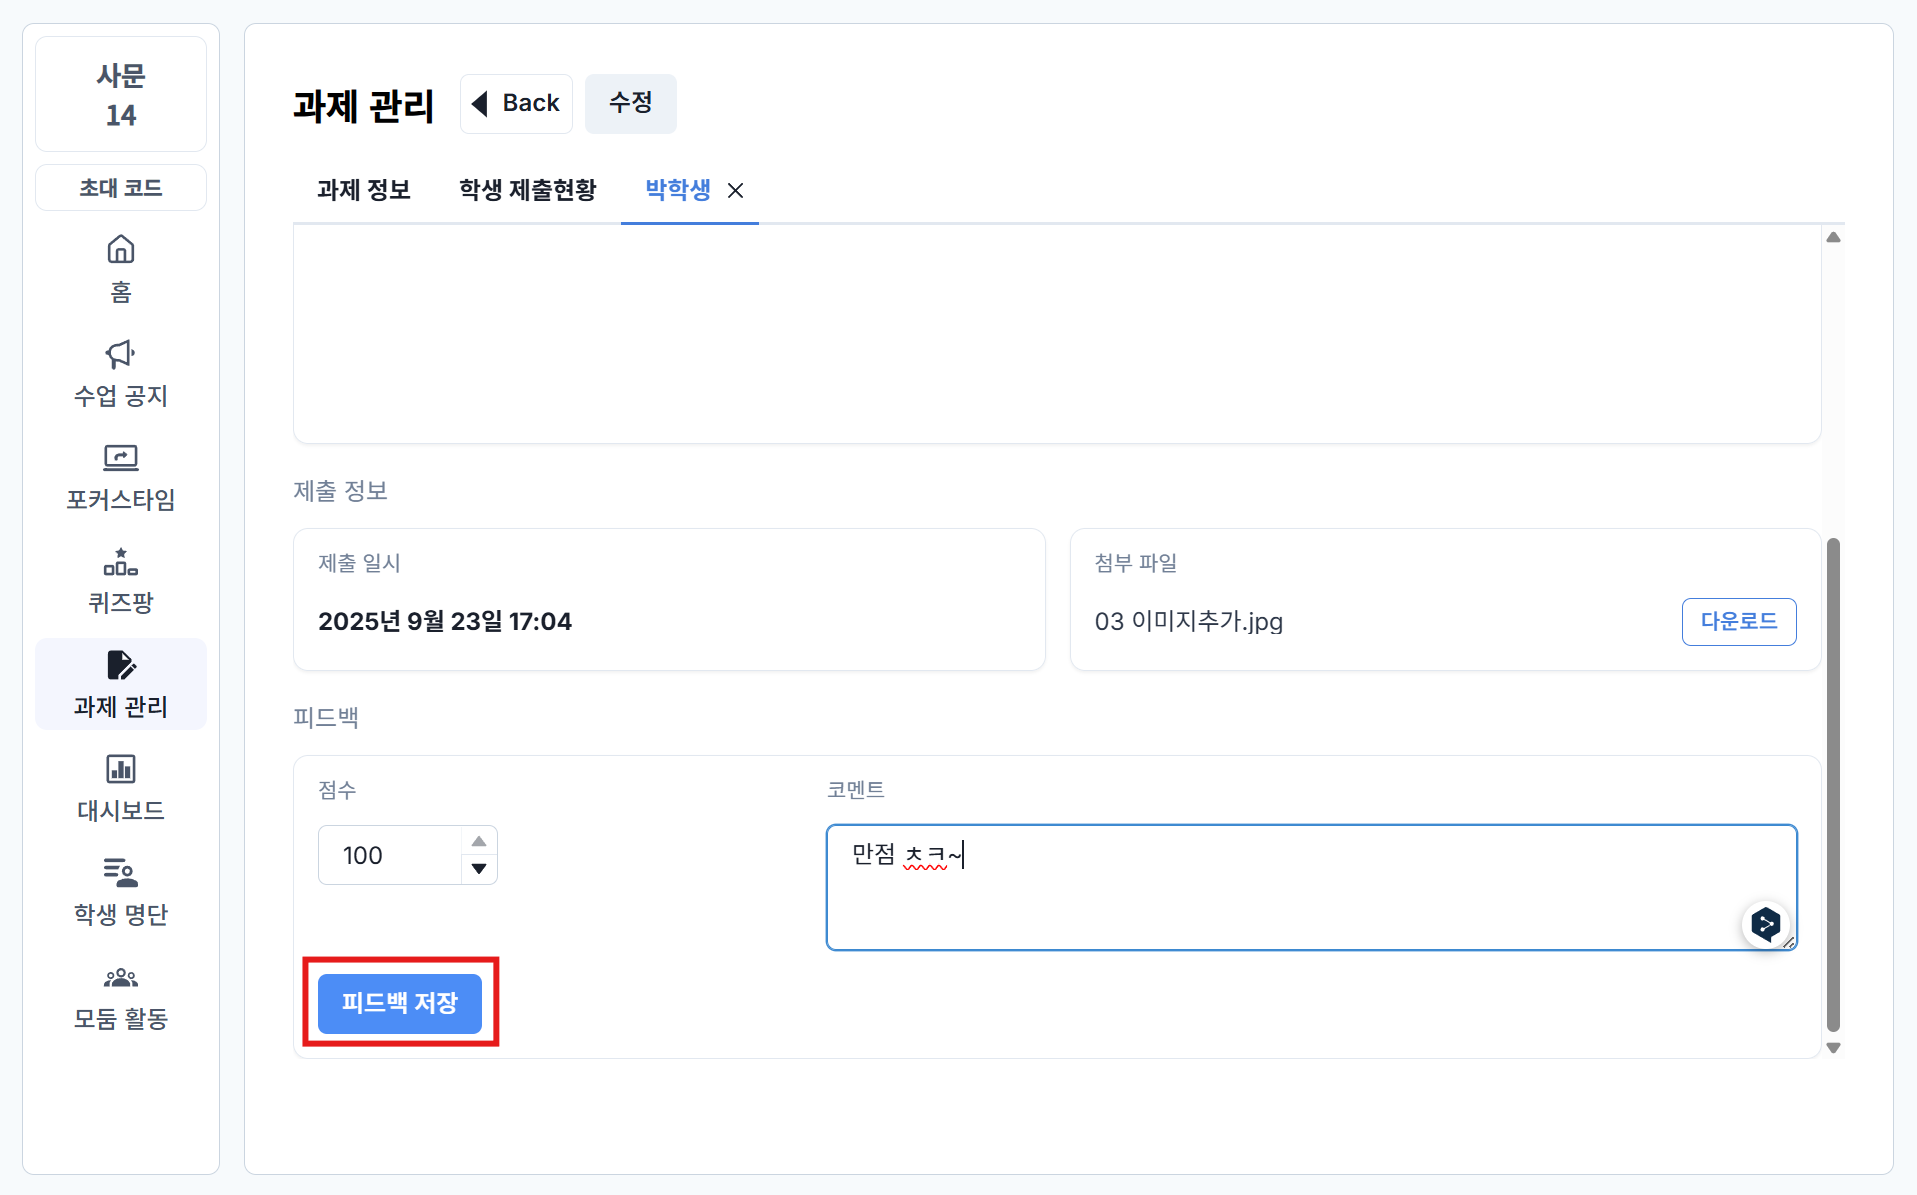 사문
14
초대 코드
홈
수업 공지
포커스타임
퀴즈팡
과제 관리
대시보드
학생 명단
모둠 활동
과제 관리
Back
수정
과제 정보
학생 제출현황
박학생
제출 정보
제출 일시
2025년 9월 23일 17:04
첨부 파일
03 이미지추가.jpg
다운로드
피드백
점수
100
코멘트
만점 ㅊㅋ~
피드백 저장